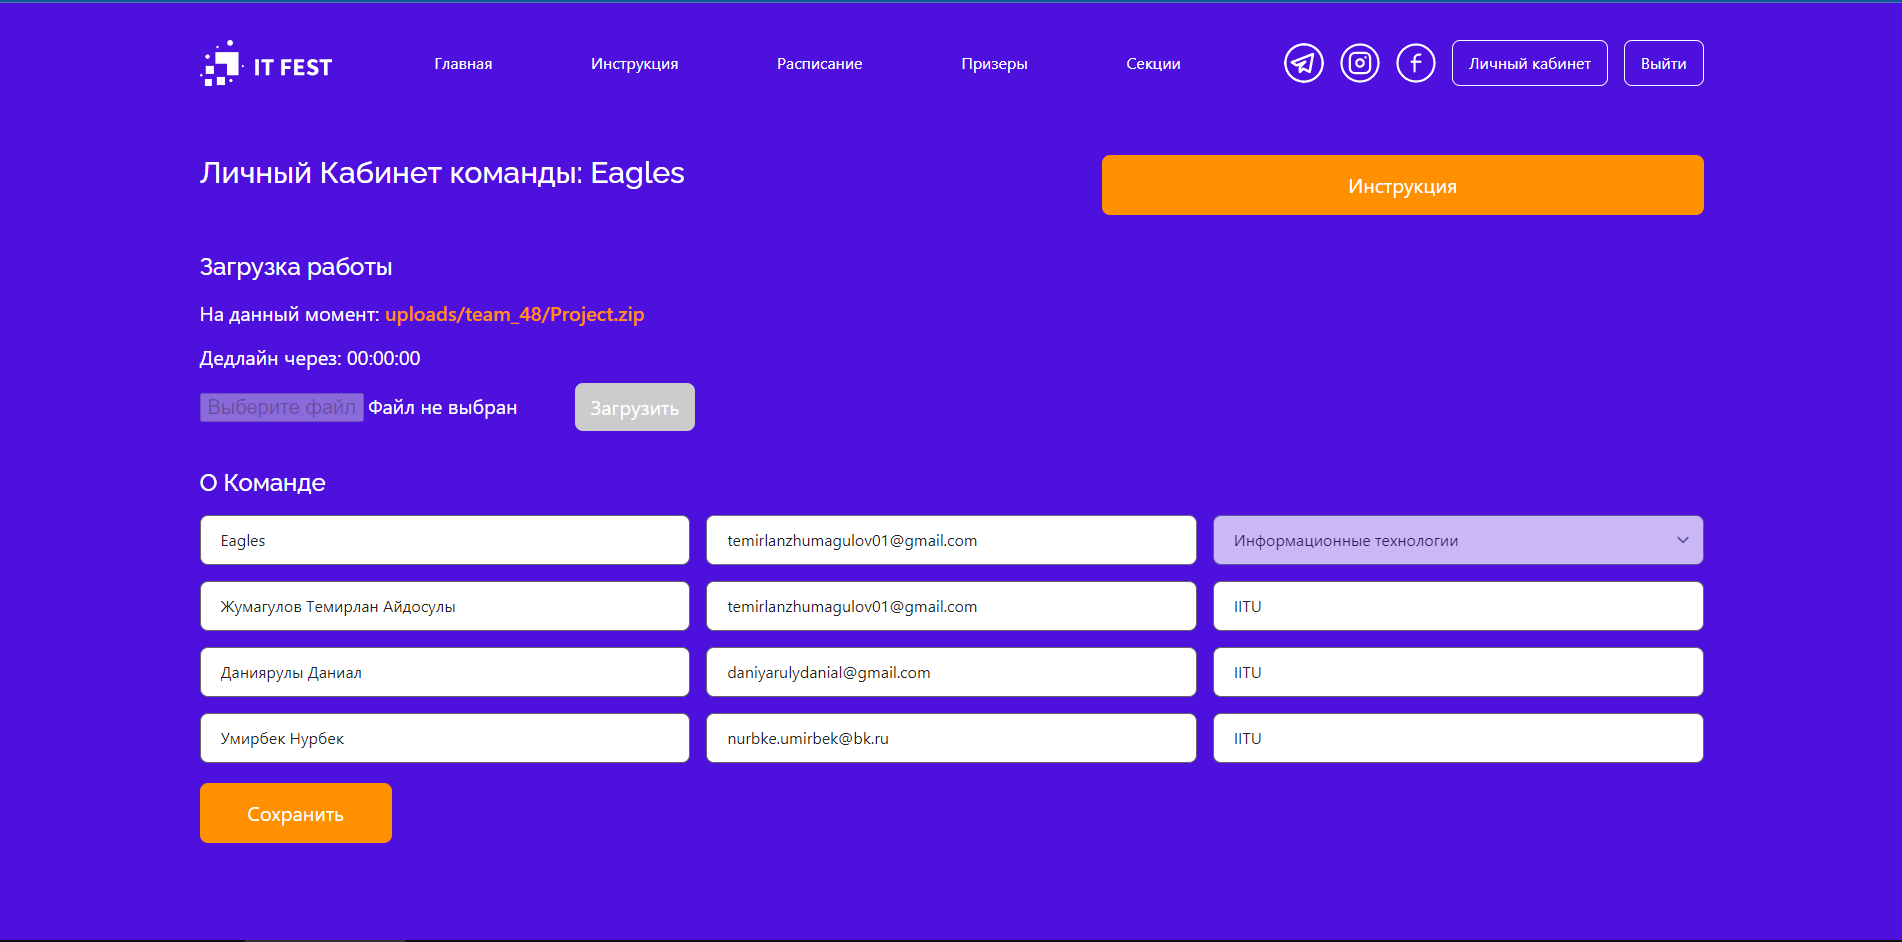 IT FEST
Главная
Инструкция
Расписание
Призеры
Секции
Личный кабинет
Выйти
Личный Кабинет команды: Eagles
Инструкция
Загрузка работы
На данный момент: uploads/team_48/Project.zip
Дедлайн через: 00:00:00
Выберите файл Файл не выбран
Загрузить
О Команде
Eagles
temirlanzhumagulov01@gmail.com
Информационные технологии
Жумагулов Темирлан Айдосулы
temirlanzhumagulov01@gmail.com
IITU
Даниярулы Даниал
daniyarulydanial@gmail.com
IITU
Умирбек Нурбек
nurbke.umirbek@bk.ru
IITU
Сохранить